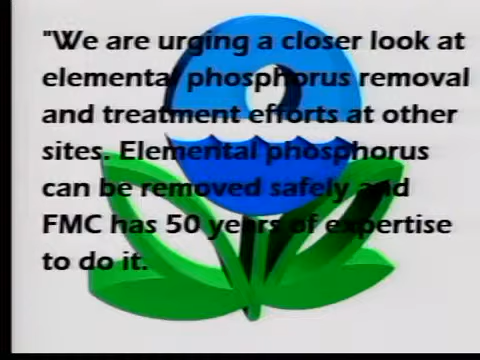 "We are urging a closer look at
elemental phosphorus removal
and treatment efforts at other
sites. Elemental phosphorus
can be removed safely and
FMC has 50 years of expertise
to do it.